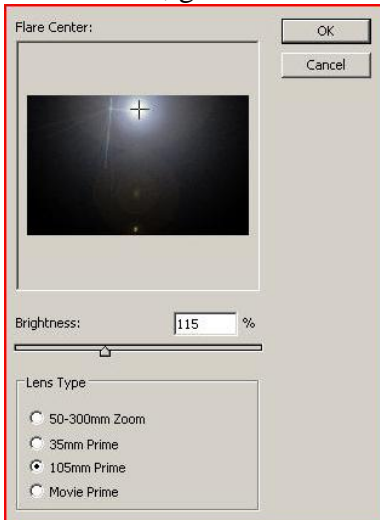 Flare Center:
OK
Cancel
Brightness:
115 %
Lens Type
50-300mm Zoom
35mm Prime
105mm Prime
Movie Prime